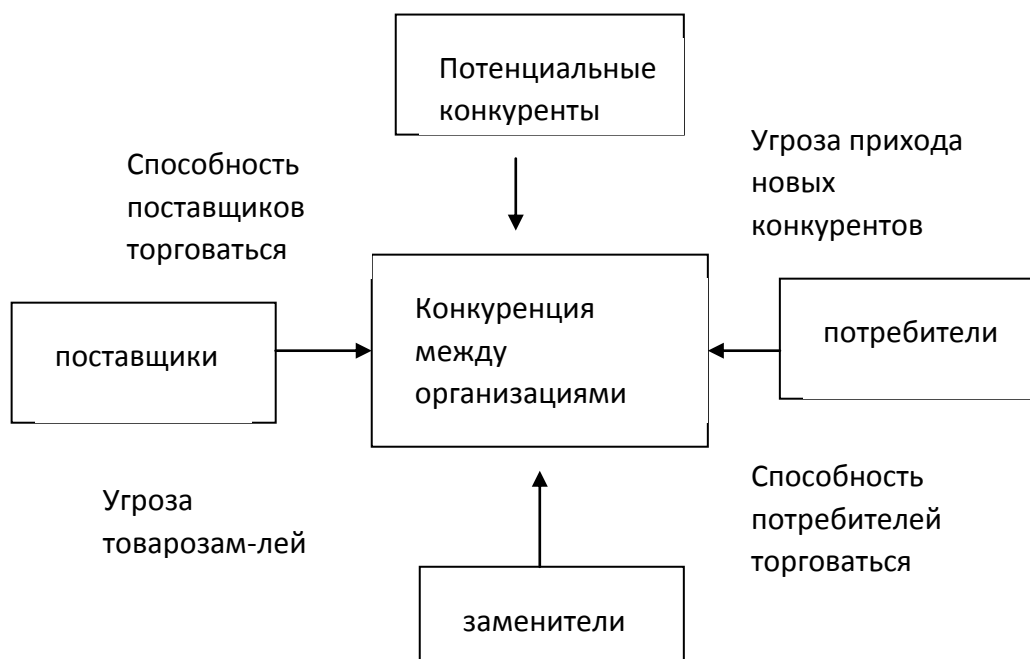 Потенциальные
конкуренты
Способность
поставщиков
торговаться
Угроза прихода
новых
конкурентов
поставщики
Конкуренция
между
организациями
потребители
Угроза
товарозам-лей
Способность
потребителей
торговаться
заменители